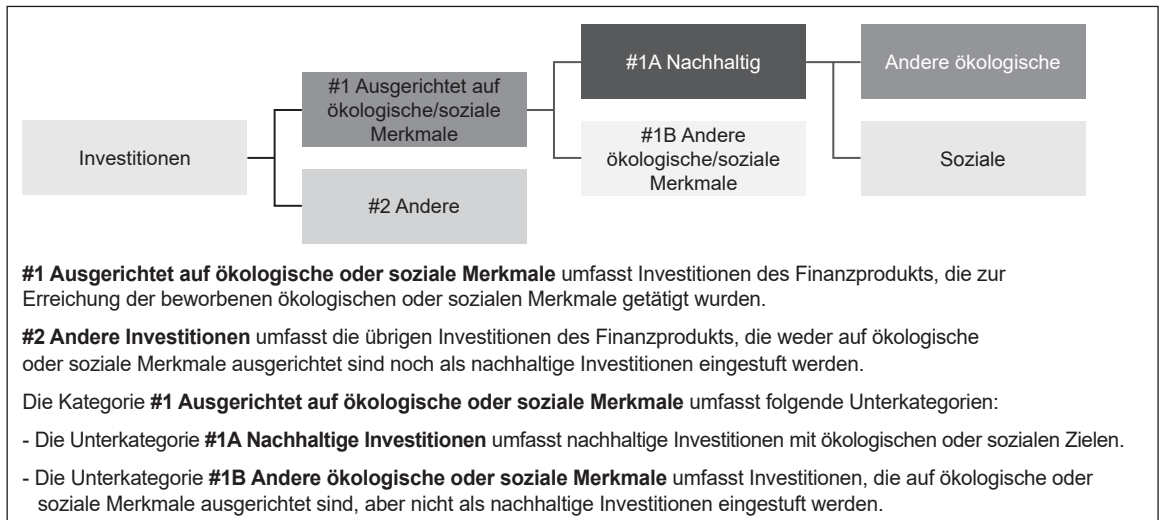 Investitionen
#1 Ausgerichtet auf
ökologische/soziale
Merkmale
#2 Andere
#1A Nachhaltig
#1B Andere
ökologische/soziale
Merkmale
Andere ökologische
Soziale
#1 Ausgerichtet auf ökologische oder soziale Merkmale umfasst Investitionen des Finanzprodukts, die zur
Erreichung der beworbenen ökologischen oder sozialen Merkmale getätigt wurden.
#2 Andere Investitionen umfasst die übrigen Investitionen des Finanzprodukts, die weder auf ökologische
oder soziale Merkmale ausgerichtet sind noch als nachhaltige Investitionen eingestuft werden.
Die Kategorie #1 Ausgerichtet auf ökologische oder soziale Merkmale umfasst folgende Unterkategorien:
- Die Unterkategorie #1A Nachhaltige Investitionen umfasst nachhaltige Investitionen mit ökologischen oder sozialen Zielen.
- Die Unterkategorie #1B Andere ökologische oder soziale Merkmale umfasst Investitionen, die auf ökologische oder
soziale Merkmale ausgerichtet sind, aber nicht als nachhaltige Investitionen eingestuft werden.